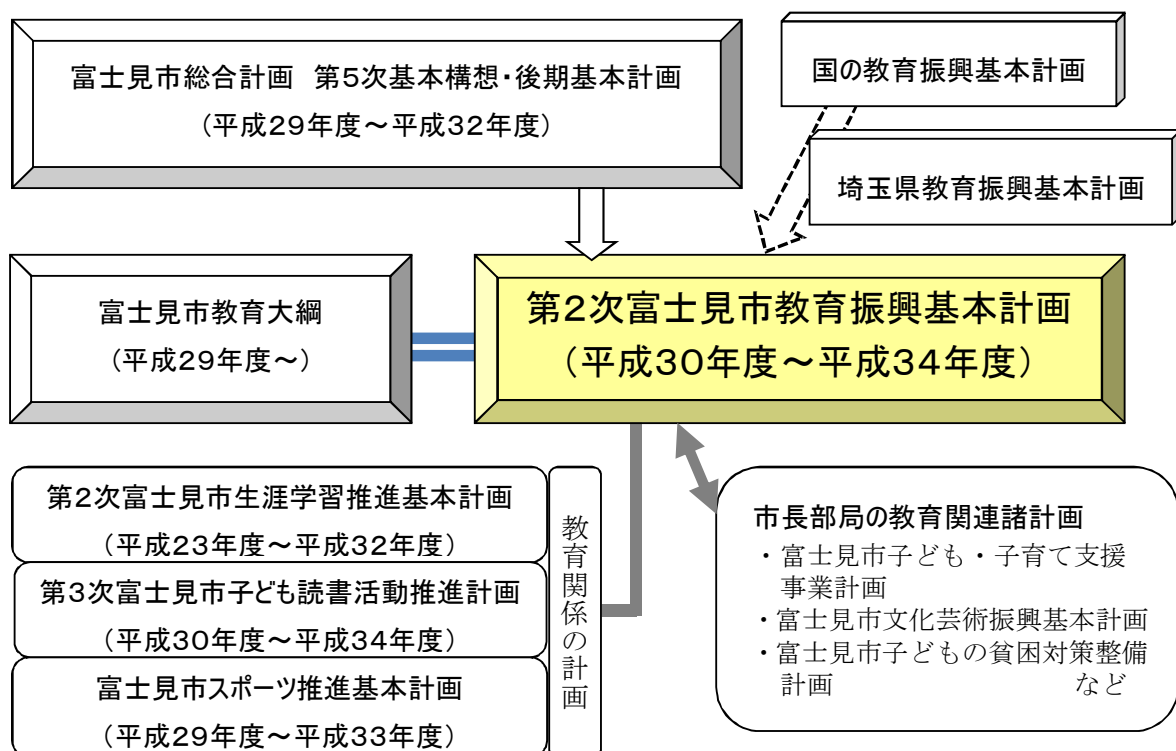 富士見市総合計画 第5次基本構想・後期基本計画
(平成29年度~平成32年度)
国の教育振興基本計画
埼玉県教育振興基本計画
富士見市教育大綱
(平成29年度~)
第2次富士見市教育振興基本計画
(平成30年度~平成34年度)
第2次富士見市生涯学習推進基本計画
(平成23年度~平成32年度)
第3次富士見市子ども読書活動推進計画
(平成30年度~平成34年度)
富士見市スポーツ推進基本計画
(平成29年度~平成33年度)
教育関係の計画
市長部局の教育関連諸計画
・富士見市子ども・子育て支援
事業計画
・富士見市文化芸術振興基本計画
・富士見市子どもの貧困対策整備
計画 など